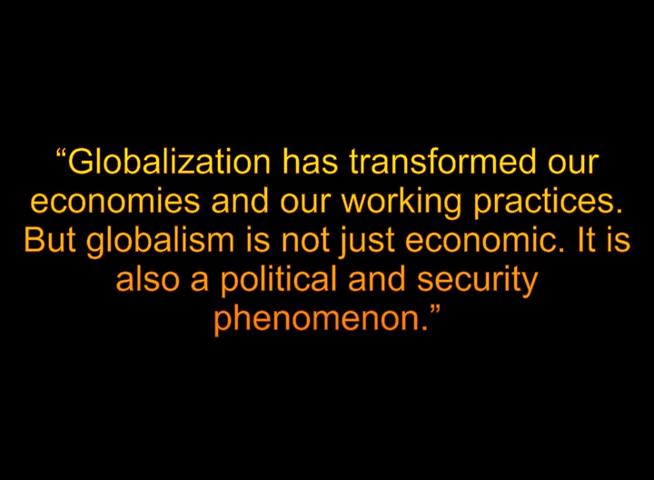 “Globalization has transformed our
economies and our working practices.
But globalism is not just economic. It is
also a political and security
phenomenon.”